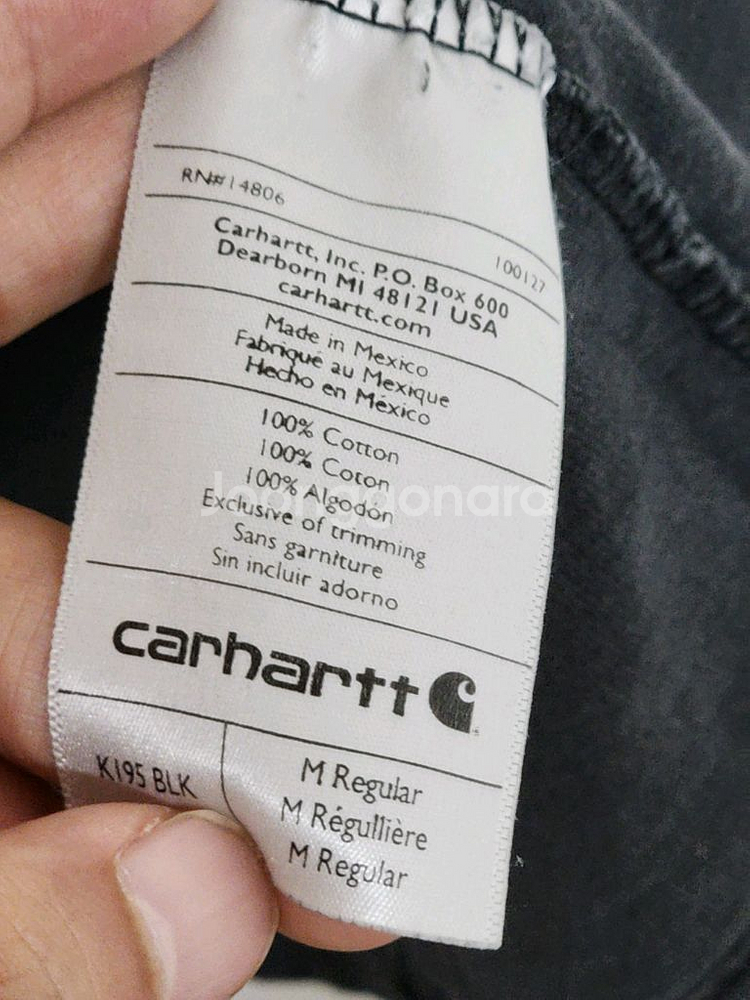 RN#14806
100127
Carhartt, Inc. P.O. Box 600
Dearborn MI 48121 USA
carhartt.com
Made in Mexico
Fabriqué au Mexique
Hecho en México
100% Cotton
100% Coton
100% Algodón
Joonggonara
Exclusive of trimming
Sans garniture
Sin incluir adorno
carhartt
K195 BLK
M Regular
M Régullière
M Regular